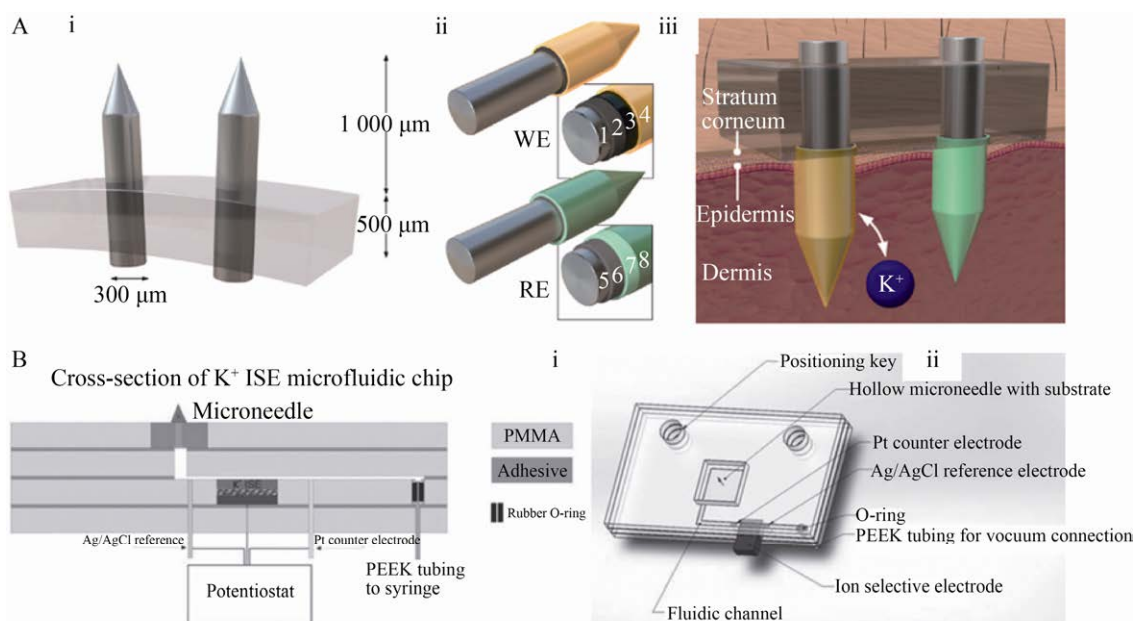 A
i
1 000 μm
500 μm
300 μm
ii
WE
1 2 3 4
RE
5 6 7 8
iii
Stratum
corneum
Epidermis
Dermis
K+
B
i
Cross-section of K+ ISE microfluidic chip
Microneedle
PMMA
Adhesive
Rubber O-ring
K+ ISE
Ag/AgCl reference
Pt counter electrode
PEEK tubing
to syringe
Potentiostat
ii
Positioning key
Hollow microneedle with substrate
Pt counter electrode
Ag/AgCl reference electrode
O-ring
PEEK tubing for vacuum connection
Ion selective electrode
Fluidic channel